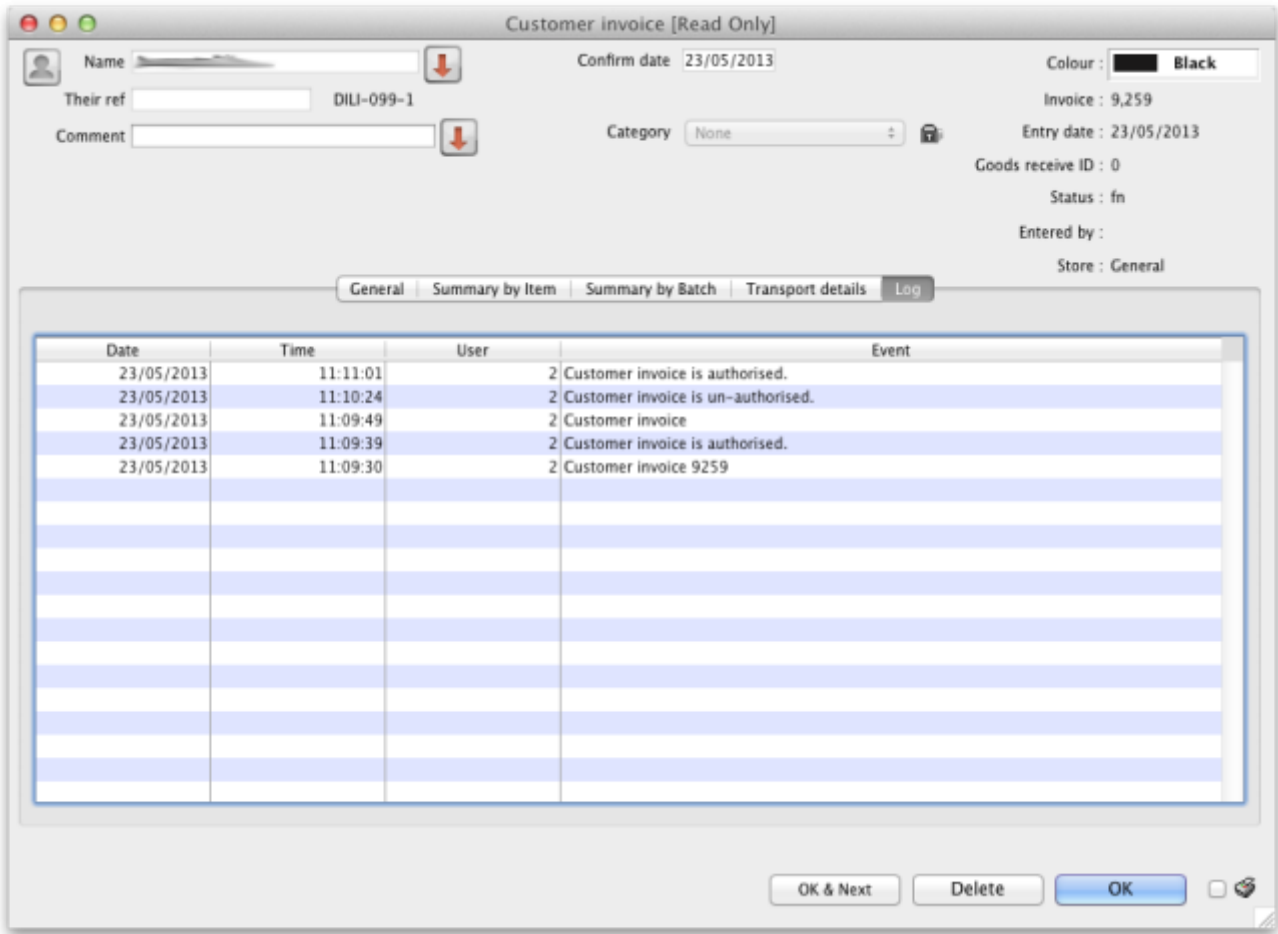 Customer invoice [Read Only]
Name
Confirm date 23/05/2013
Colour : Black
Their ref DILI-099-1
Invoice : 9,259
Comment
Category None
Entry date : 23/05/2013
Goods receive ID : 0
Status : fn
Entered by :
Store : General
General Summary by Item Summary by Batch Transport details Log
Date Time User Event
23/05/2013 11:11:01 2 Customer invoice is authorised.
23/05/2013 11:10:24 2 Customer invoice is un-authorised.
23/05/2013 11:09:49 2 Customer invoice
23/05/2013 11:09:39 2 Customer invoice is authorised.
23/05/2013 11:09:30 2 Customer invoice 9259
OK & Next Delete OK